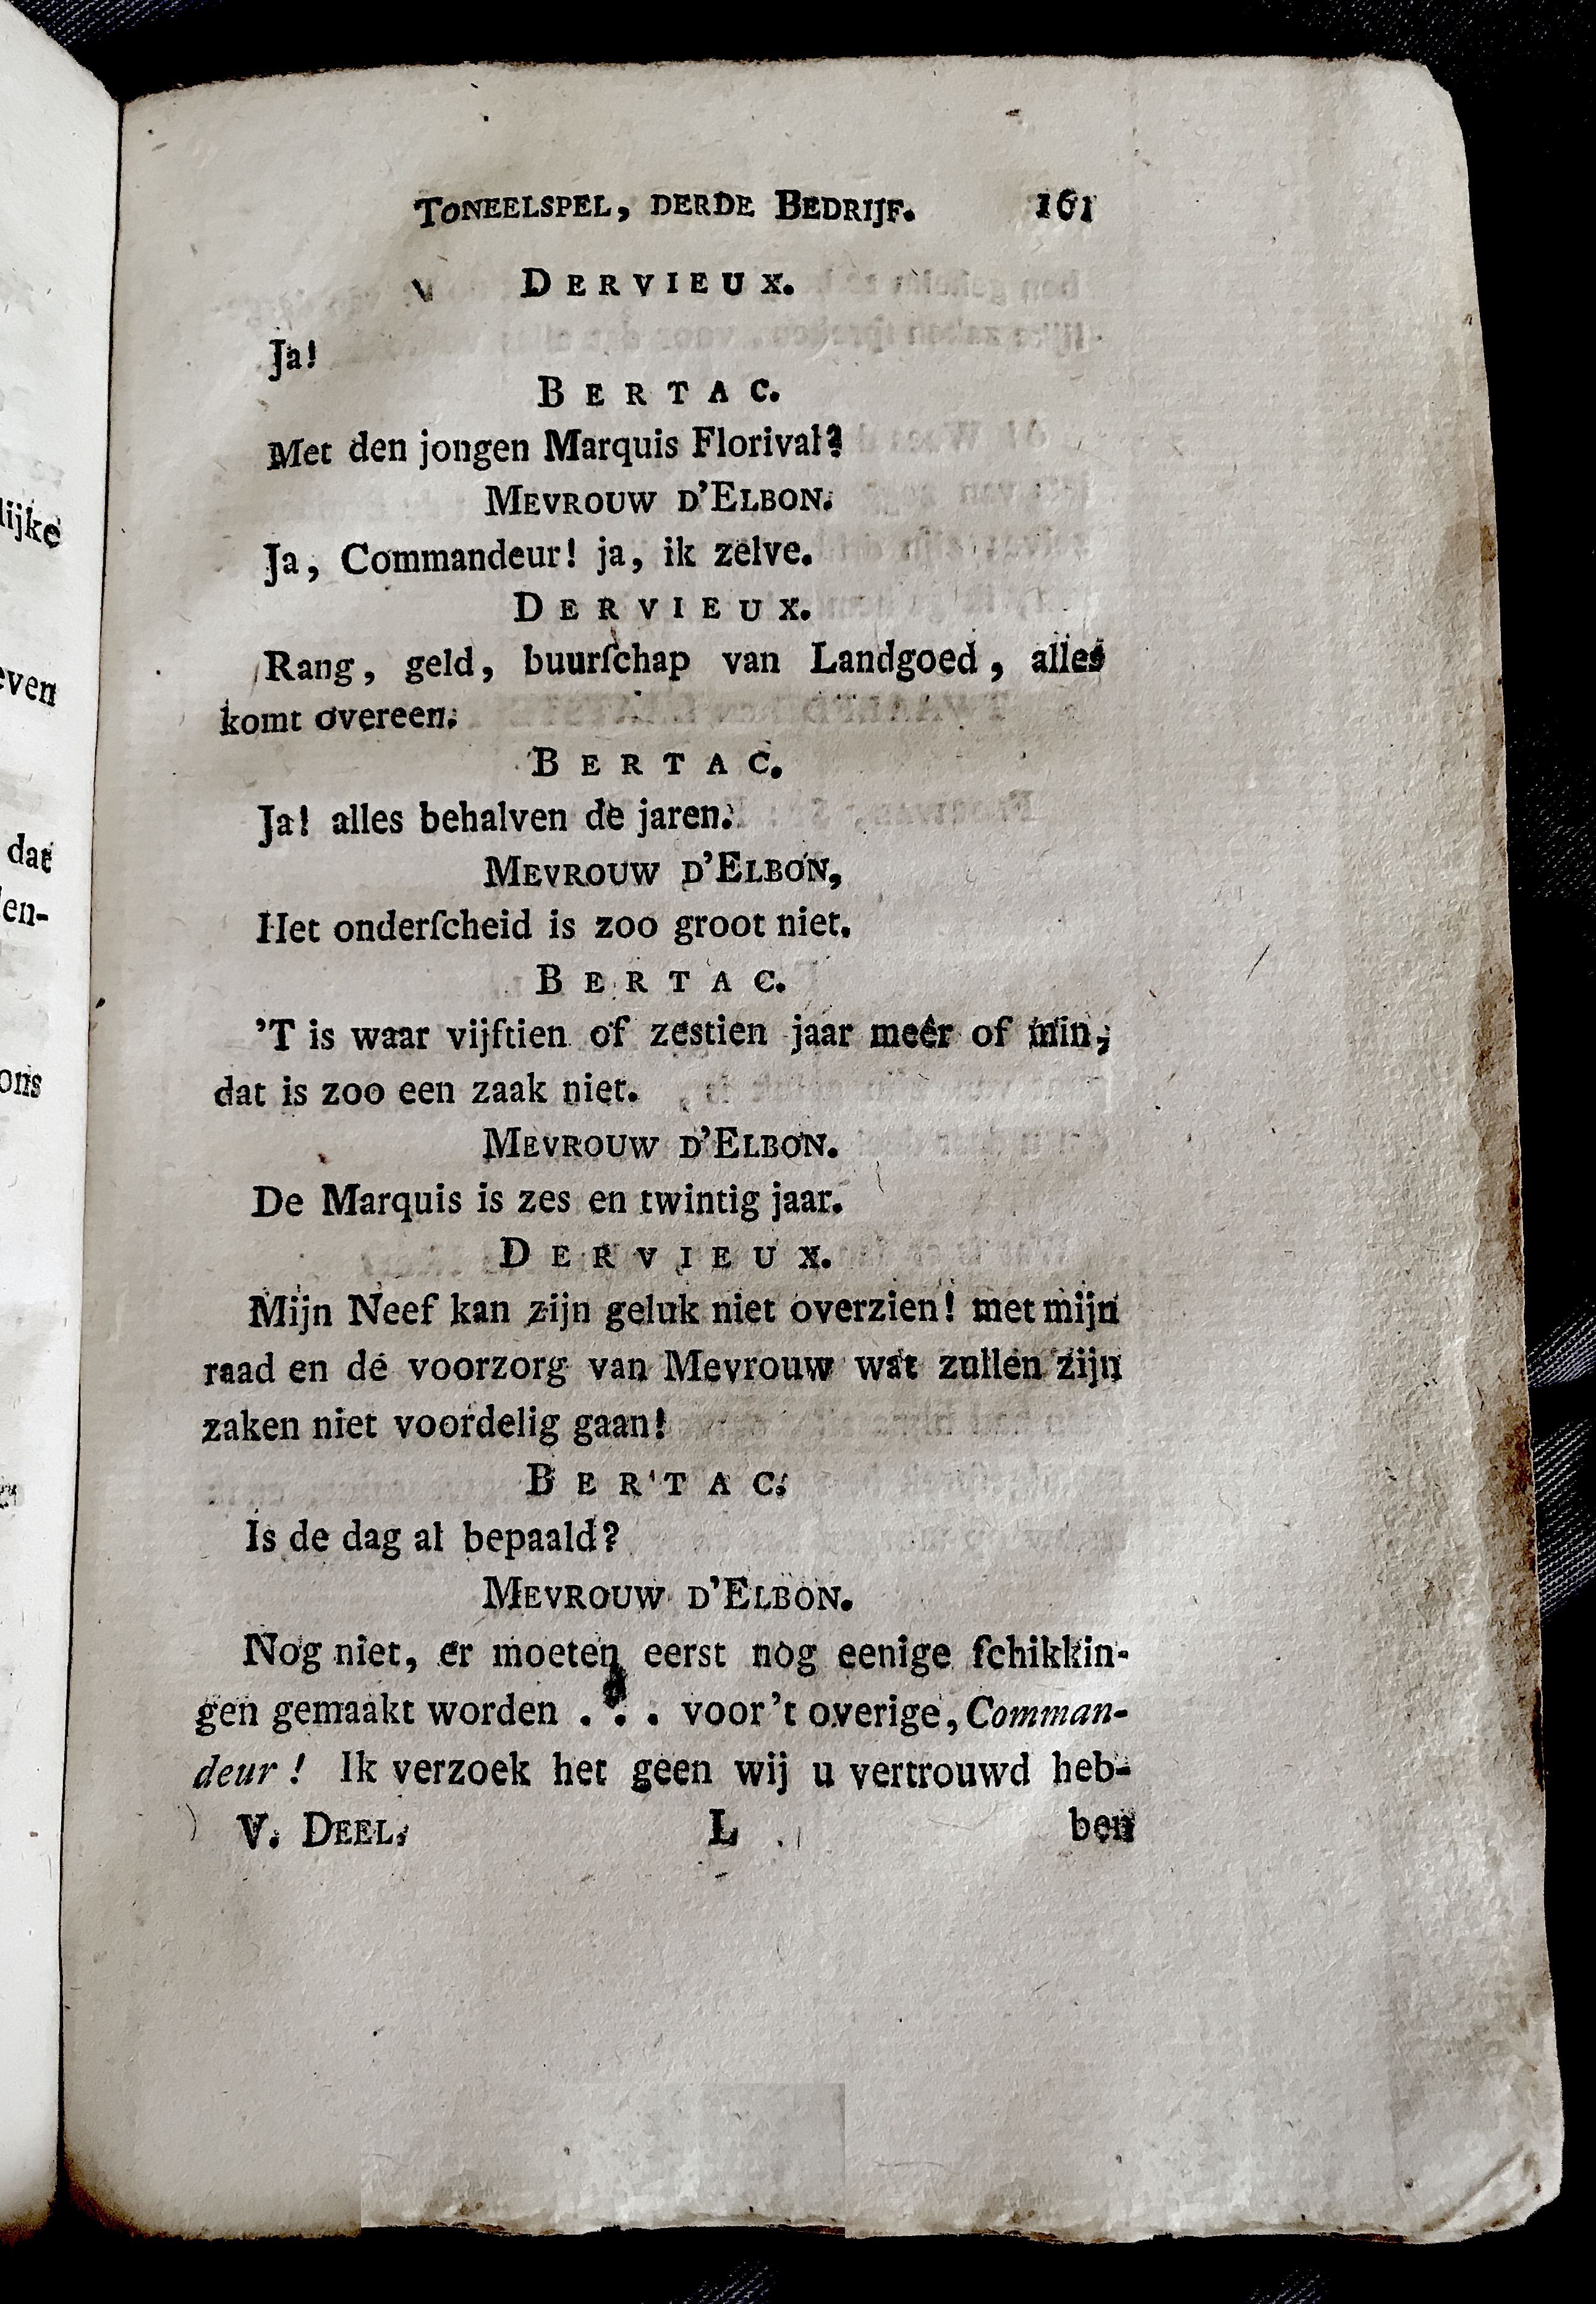 Toneelspel, derde Bedrijf. 161
Dervieux.
Ja!
Bertac.
Met den jongen Marquis Florival?
Mevrouw d'Elbon.
Ja, Commandeur! ja, ik zelve.
Dervieux.
Rang, geld, buurſchap van Landgoed, alles
komt overeen.
Bertac.
Ja! alles behalven de jaren.
Mevrouw d'Elbon,
Het onderſcheid is zoo groot niet.
Bertac.
'T is waar vijftien of zestien jaar meer of min,
dat is zoo een zaak niet.
Mevrouw d'Elbon.
De Marquis is zes en twintig jaar.
Dervieux.
Mijn Neef kan zijn geluk niet overzien! met mijn
raad en de voorzorg van Mevrouw wat zullen zijn
zaken niet voordelig gaan!
Bertac.
Is de dag al bepaald?
Mevrouw d'Elbon.
Nog niet, er moeten eerst nog eenige ſchikkin-
gen gemaakt worden . . . voor 't overige, Comman-
deur! Ik verzoek het geen wij u vertrouwd heb-
V. Deel. L ben
lijke
even
dat
en-
ons